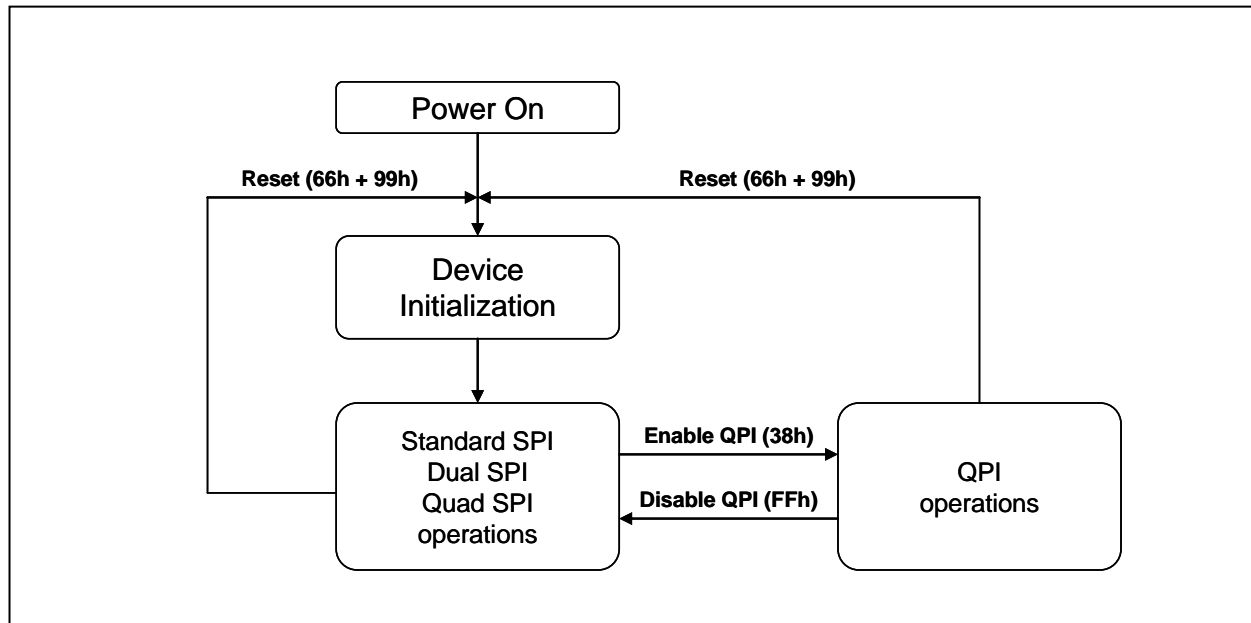 Power On
Reset (66h + 99h)
Reset (66h + 99h)
Device
Initialization
Standard SPI
Dual SPI
Quad SPI
operations
Enable QPI (38h)
Disable QPI (FFh)
QPI
operations